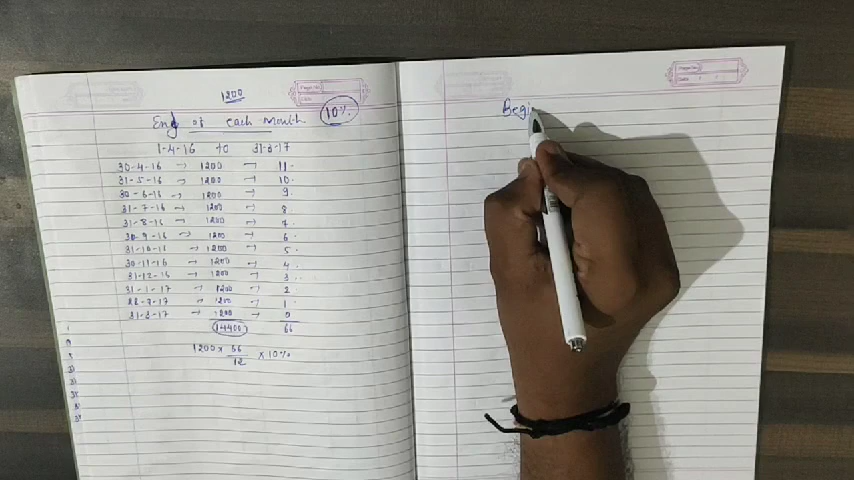 1200
End of each Month 10%
1-4-16 to 31-3-17
30-4-16 → 1200 → 11
31-5-16 → 1200 → 10
30-6-16 → 1200 → 9
31-7-16 → 1200 → 8
31-8-16 → 1200 → 7
30-9-16 → 1200 → 6
31-10-16 → 1200 → 5
30-11-16 → 1200 → 4
31-12-16 → 1200 → 3
31-1-17 → 1200 → 2
28-2-17 → 1200 → 1
31-3-17 → 1200 → 0
14400 66
1200 × 66/12 × 10%
Page No.
Date
Begi